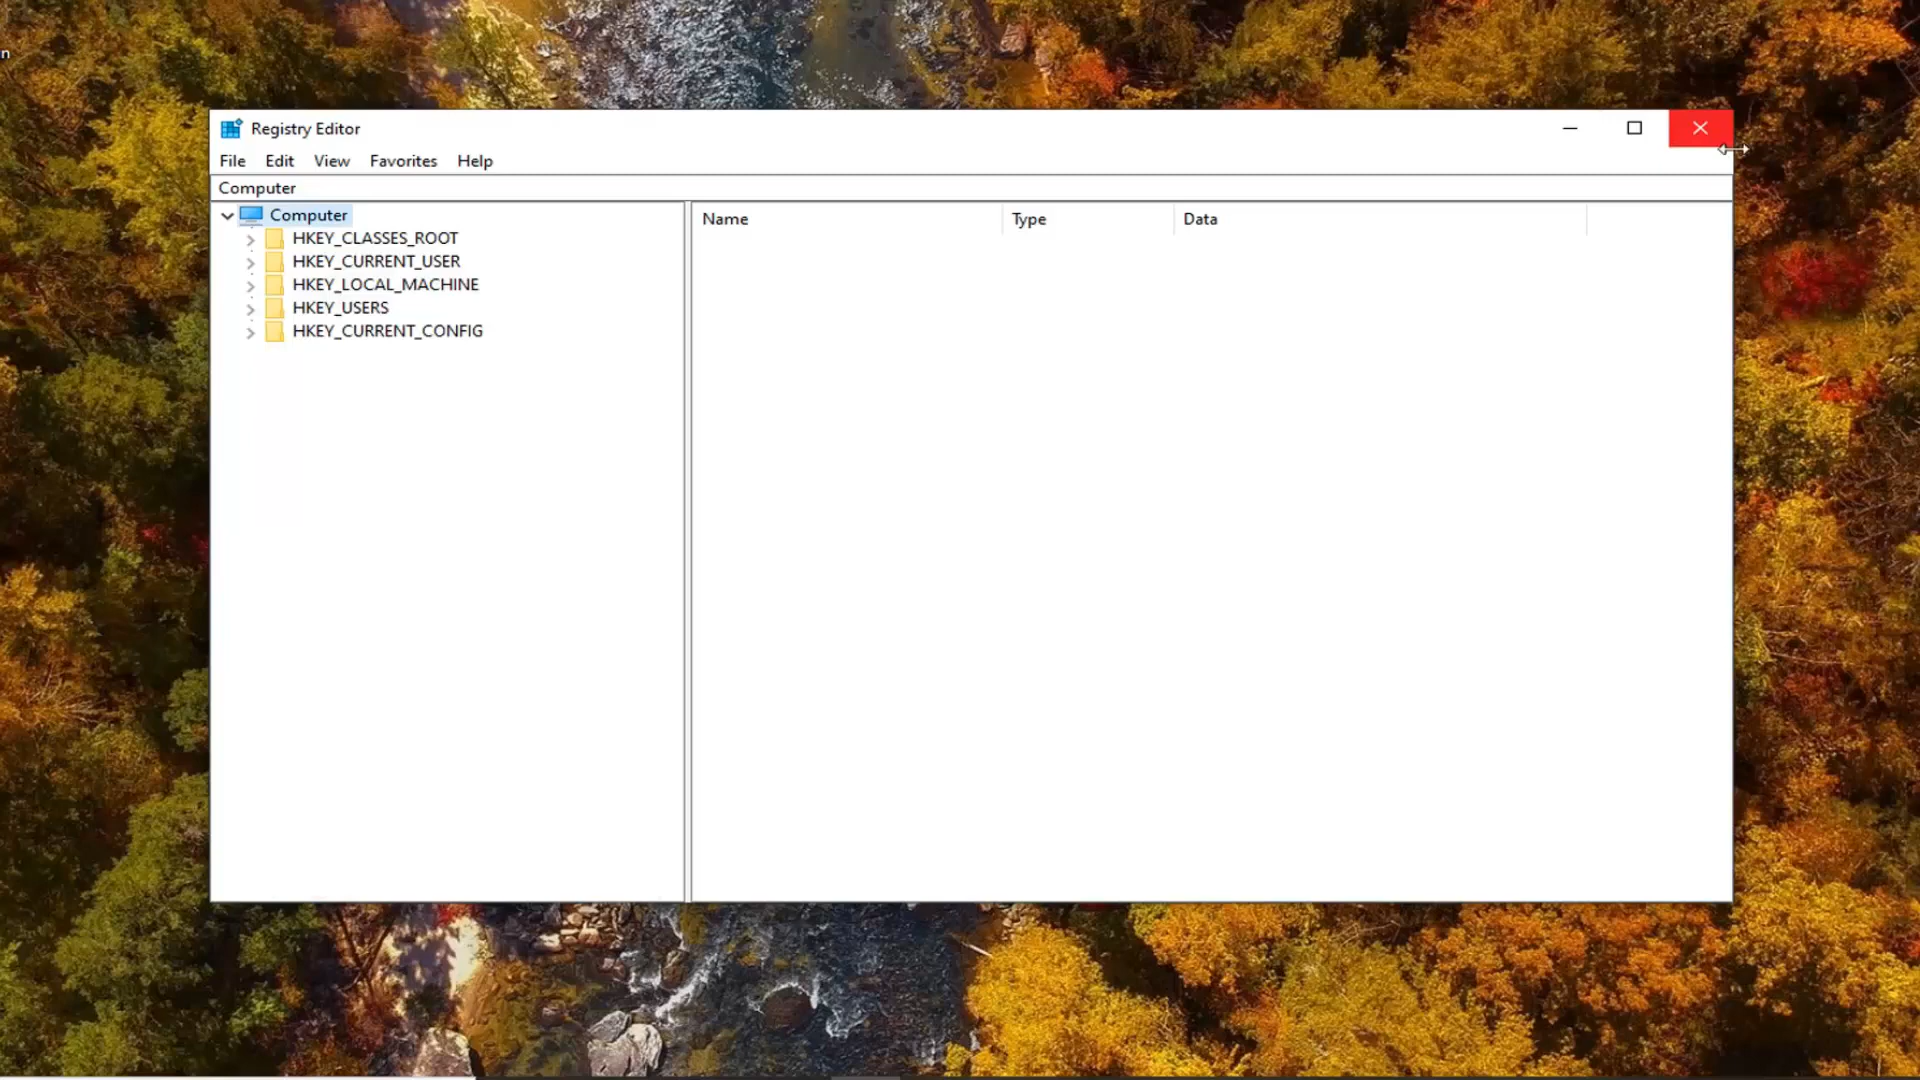 n
Registry Editor
File Edit View Favorites Help
Computer
Computer
HKEY_CLASSES_ROOT
HKEY_CURRENT_USER
HKEY_LOCAL_MACHINE
HKEY_USERS
HKEY_CURRENT_CONFIG
Name Type Data